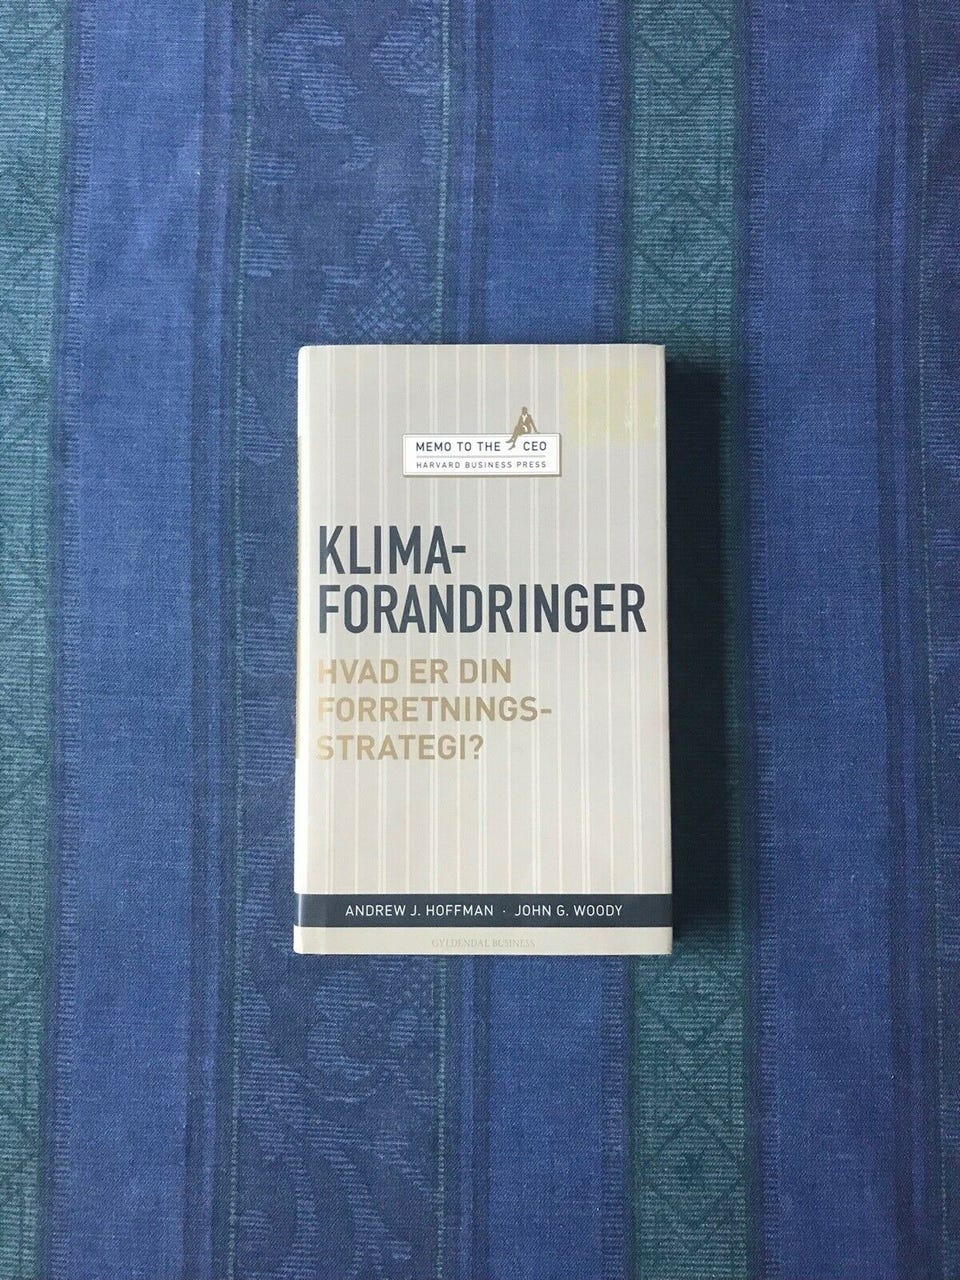 MEMO TO THE CEO
HARVARD BUSINESS PRESS
KLIMA-
FORANDRINGER
HVAD ER DIN
FORRETNINGS-
STRATEGI?
ANDREW J. HOFFMAN · JOHN G. WOODY
GYLDENDAL BUSINESS